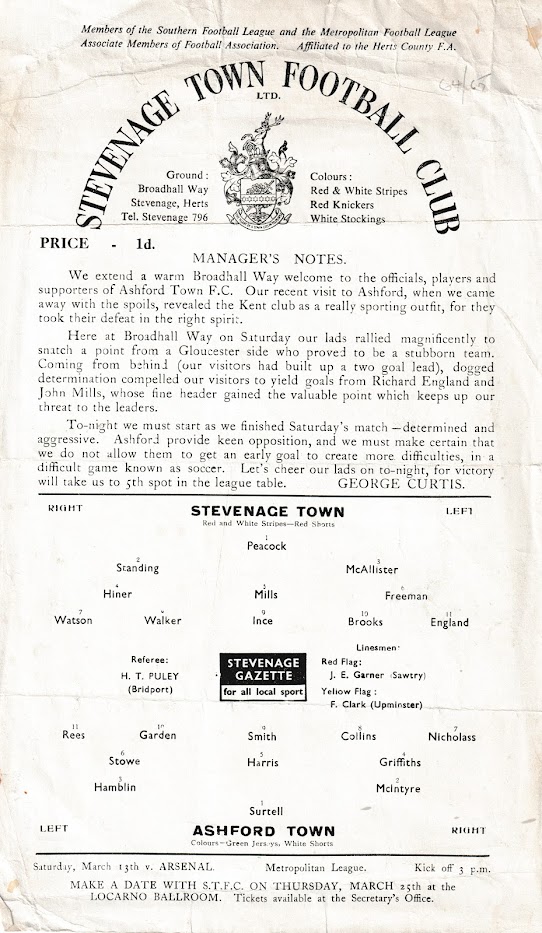 Members of the Southern Football League and the Metropolitan Football League
Associate Members of Football Association. Affiliated to the Herts County F.A.
64/65
STEVENAGE TOWN FOOTBALL CLUB
LTD.
Ground :
Broadhall Way
Stevenage, Herts
Tel. Stevenage 796
Colours :
Red & White Stripes
Red Knickers
White Stockings
PRICE - 1d.
MANAGER'S NOTES.
We extend a warm Broadhall Way welcome to the officials, players and
supporters of Ashford Town F.C. Our recent visit to Ashford, when we came
away with the spoils, revealed the Kent club as a really sporting outfit, for they
took their defeat in the right spirit.
Here at Broadhall Way on Saturday our lads rallied magnificently to
snatch a point from a Gloucester side who proved to be a stubborn team.
Coming from behind (our visitors had built up a two goal lead), dogged
determination compelled our visitors to yield goals from Richard England and
John Mills, whose fine header gained the valuable point which keeps up our
threat to the leaders.
To-night we must start as we finished Saturday's match — determined and
aggressive. Ashford provide keen opposition, and we must make certain that
we do not allow them to get an early goal to create more difficulties, in a
difficult game known as soccer. Let's cheer our lads on to-night, for victory
will take us to 5th spot in the league table. GEORGE CURTIS.
RIGHT STEVENAGE TOWN LEFT
Red and White Stripes—Red Shorts
1
Peacock
2 3
Standing McAllister
4 5 6
Hiner Mills Freeman
7 8 9 10 11
Watson Walker Ince Brooks England
Referee:
H. T. PULEY
(Bridport)
STEVENAGE
GAZETTE
for all local sport
Linesmen:
Red Flag:
J. E. Garner (Sawtry)
Yellow Flag :
F. Clark (Upminster)
11 10 9 8 7
Rees Garden Smith Collins Nicholass
6 5 4
Stowe Harris Griffiths
3 2
Hamblin McIntyre
1
Surtell
LEFT ASHFORD TOWN RIGHT
Colours—Green Jerseys, White Shorts
Saturday, March 13th v. ARSENAL. Metropolitan League. Kick off 3 p.m.
MAKE A DATE WITH S.T.F.C. ON THURSDAY, MARCH 25th at the
LOCARNO BALLROOM. Tickets available at the Secretary's Office.